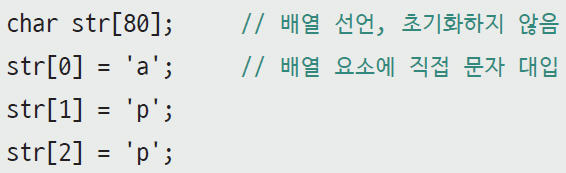 char str[80];     // 배열 선언, 초기화하지 않음
str[0] = 'a';     // 배열 요소에 직접 문자 대입
str[1] = 'p';
str[2] = 'p';